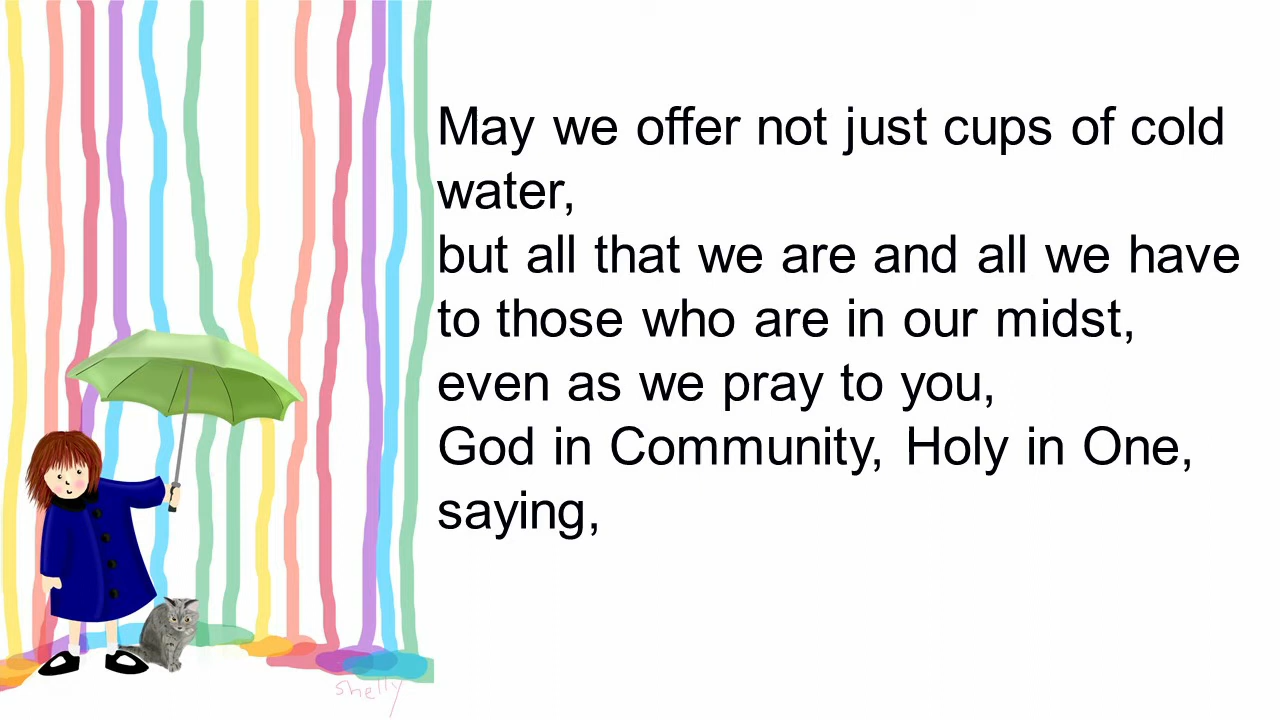 May we offer not just cups of cold
water,
but all that we are and all we have
to those who are in our midst,
even as we pray to you,
God in Community, Holy in One,
saying,
shelly